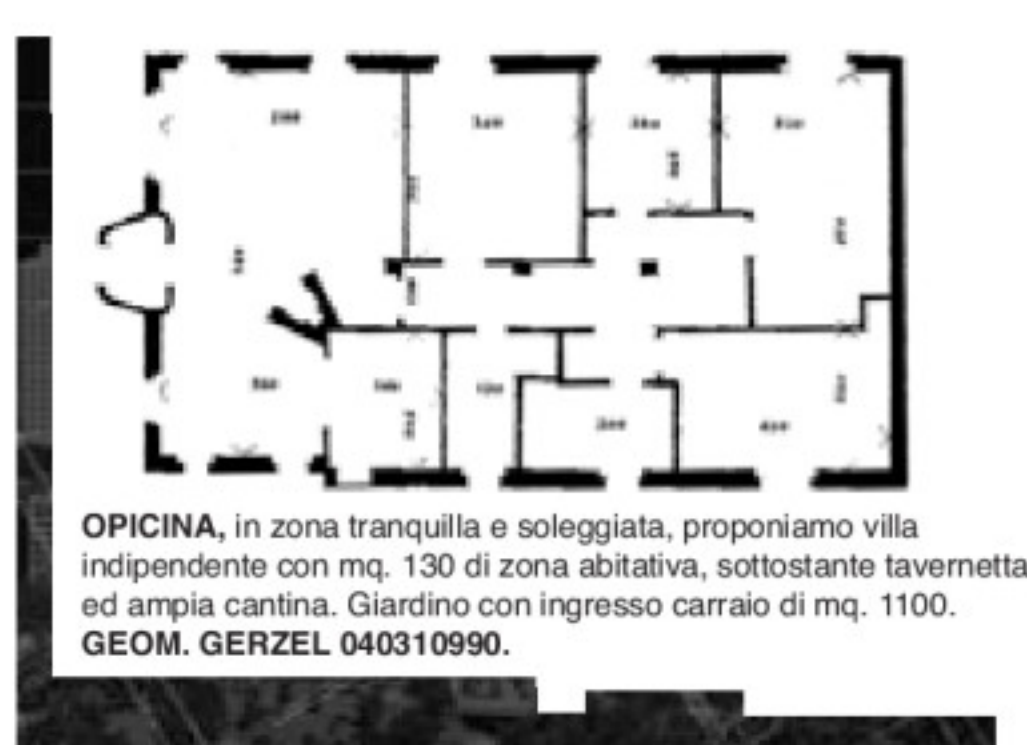 OPICINA, in zona tranquilla e soleggiata, proponiamo villa
indipendente con mq. 130 di zona abitativa, sottostante tavernetta
ed ampia cantina. Giardino con ingresso carraio di mq. 1100.
GEOM. GERZEL 040310990.